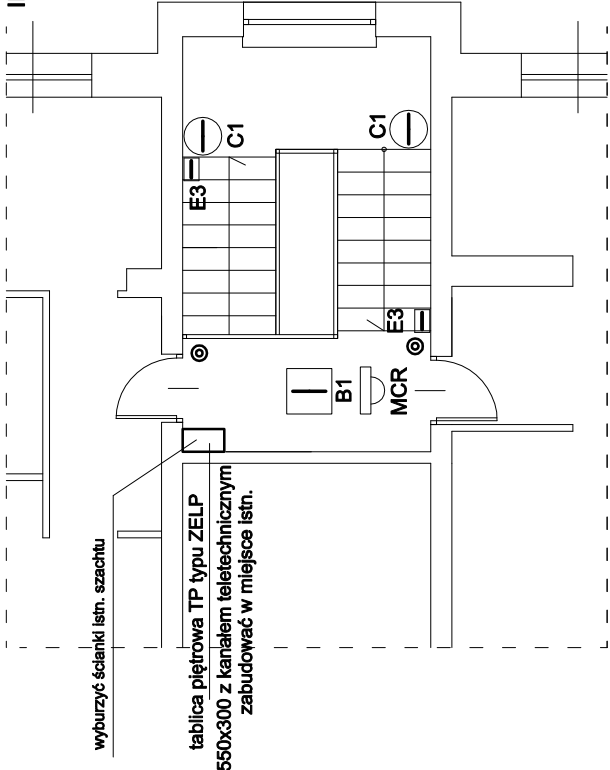 C1
C1
E3
E3
B1
MCR
wyburzyć ścianki istn. szachtu
tablica piętrowa TP typu ZELP
550x300 z kanałem teletechnicznym
zabudować w miejsce istn.